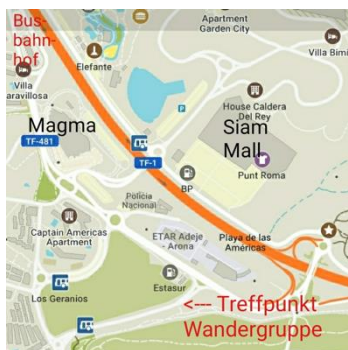 Bus-
bahn-
hof
Apartment
Garden City
Elefante
Villa Bimi
Villa
aravillosa
House Caldera
Del Rey
Magma
Siam
Mall
TF-481
TF-1
P
Punt Roma
BP
Policía
Nacional
Captain Americas
Apartment
ETAR Adeje -
Arona
Playa de las
Américas
Los Geranios
Estasur
<--- Treffpunkt
Wandergruppe